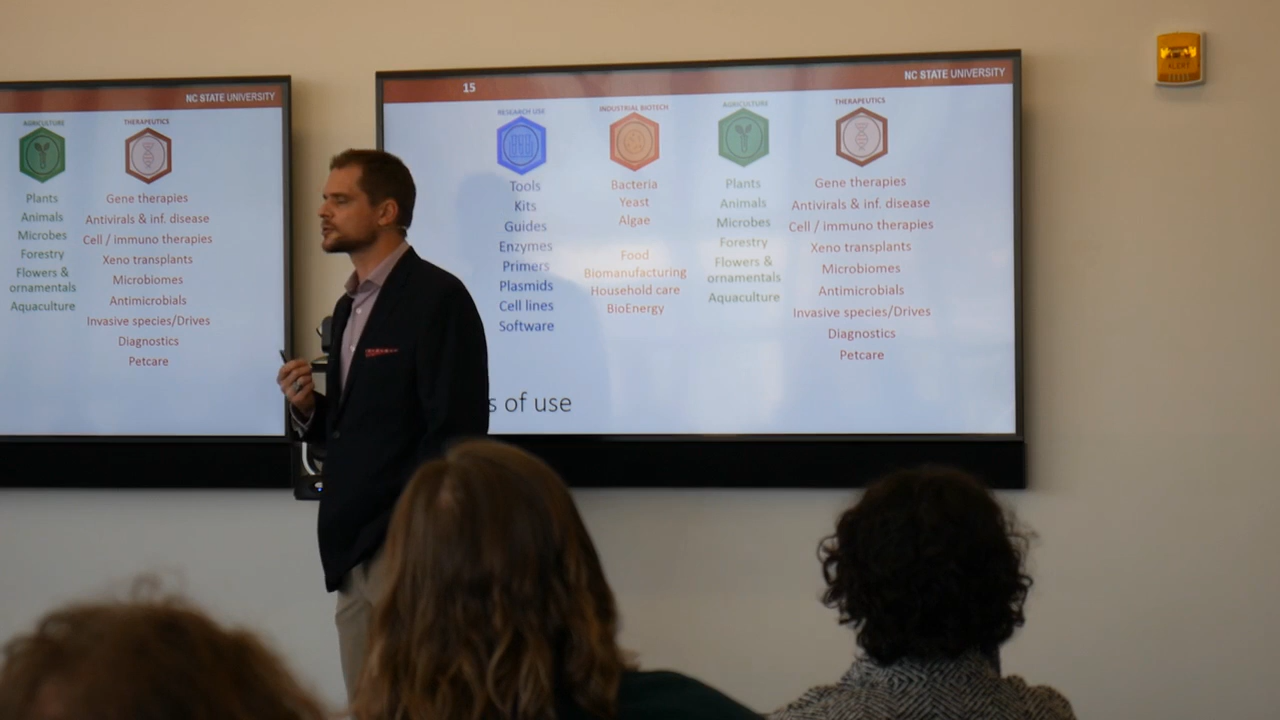 NC STATE UNIVERSITY
AGRICULTURE
THERAPEUTICS
Plants
Animals
Microbes
Forestry
Flowers &
ornamentals
Aquaculture
Gene therapies
Antivirals & inf. disease
Cell / immuno therapies
Xeno transplants
Microbiomes
Antimicrobials
Invasive species/Drives
Diagnostics
Petcare
15
NC STATE UNIVERSITY
RESEARCH USE
INDUSTRIAL BIOTECH
AGRICULTURE
THERAPEUTICS
Tools
Kits
Guides
Enzymes
Primers
Plasmids
Cell lines
Software
Bacteria
Yeast
Algae
Food
Biomanufacturing
Household care
BioEnergy
Plants
Animals
Microbes
Forestry
Flowers &
ornamentals
Aquaculture
Gene therapies
Antivirals & inf. disease
Cell / immuno therapies
Xeno transplants
Microbiomes
Antimicrobials
Invasive species/Drives
Diagnostics
Petcare
s of use
ALERT